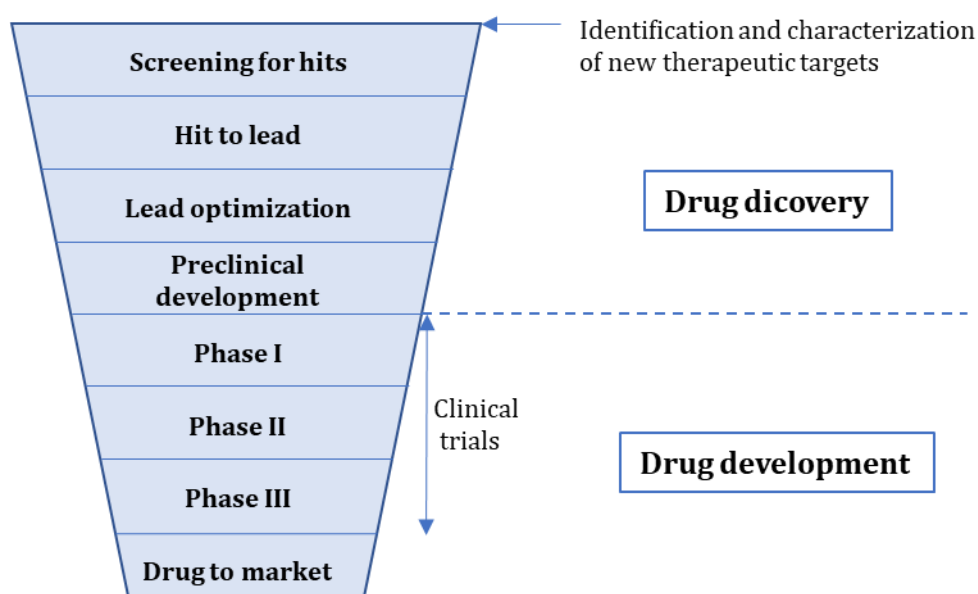 Identification and characterization
of new therapeutic targets
Screening for hits
Hit to lead
Lead optimization
Drug dicovery
Preclinical
development
Phase I
Clinical
trials
Phase II
Drug development
Phase III
Drug to market